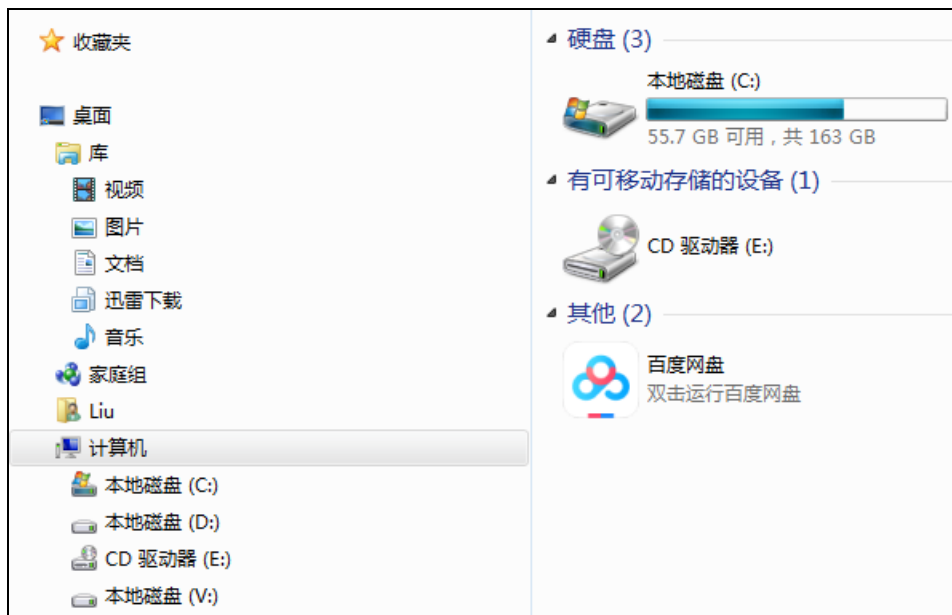 收藏夹
桌面
库
视频
图片
文档
迅雷下载
音乐
家庭组
Liu
计算机
本地磁盘 (C:)
本地磁盘 (D:)
CD 驱动器 (E:)
本地磁盘 (V:)
硬盘 (3)
本地磁盘 (C:)
55.7 GB 可用，共 163 GB
有可移动存储的设备 (1)
CD 驱动器 (E:)
其他 (2)
百度网盘
双击运行百度网盘